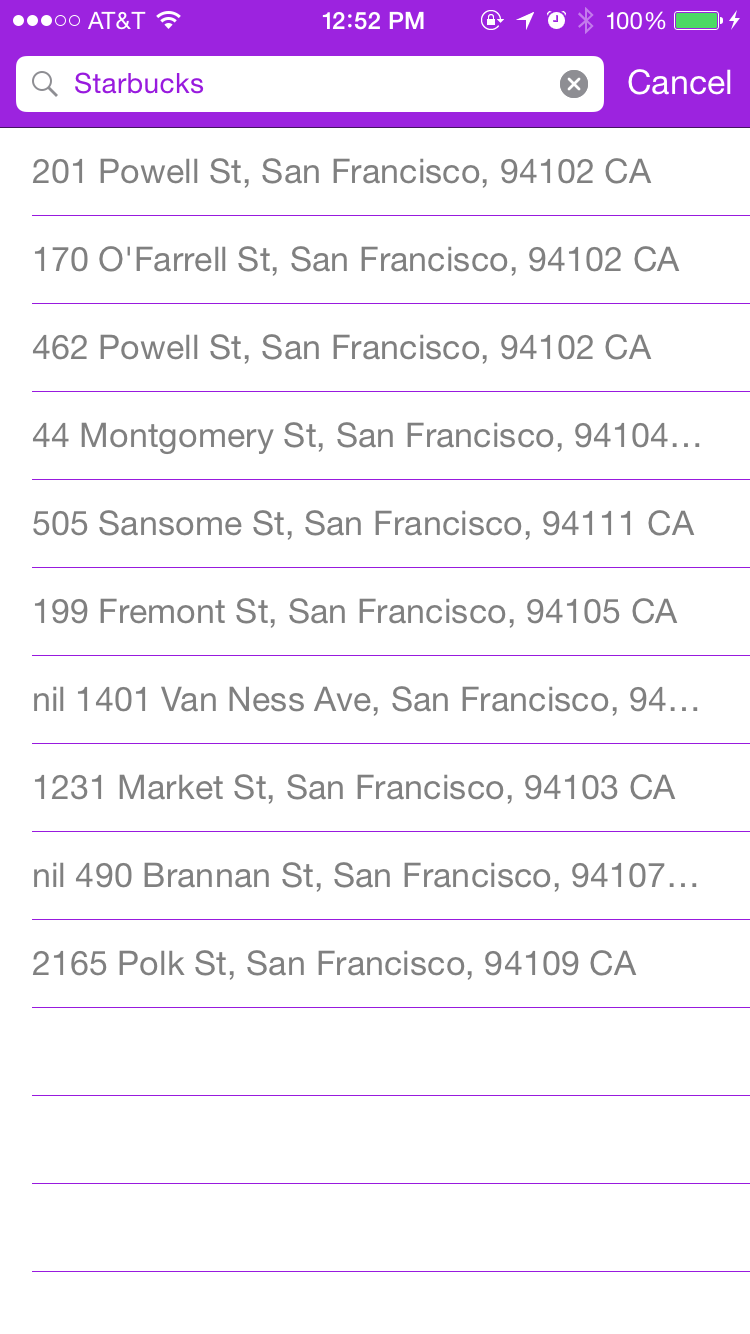 AT&T 12:52 PM 100%
Starbucks Cancel
201 Powell St, San Francisco, 94102 CA
170 O'Farrell St, San Francisco, 94102 CA
462 Powell St, San Francisco, 94102 CA
44 Montgomery St, San Francisco, 94104...
505 Sansome St, San Francisco, 94111 CA
199 Fremont St, San Francisco, 94105 CA
nil 1401 Van Ness Ave, San Francisco, 94...
1231 Market St, San Francisco, 94103 CA
nil 490 Brannan St, San Francisco, 94107...
2165 Polk St, San Francisco, 94109 CA